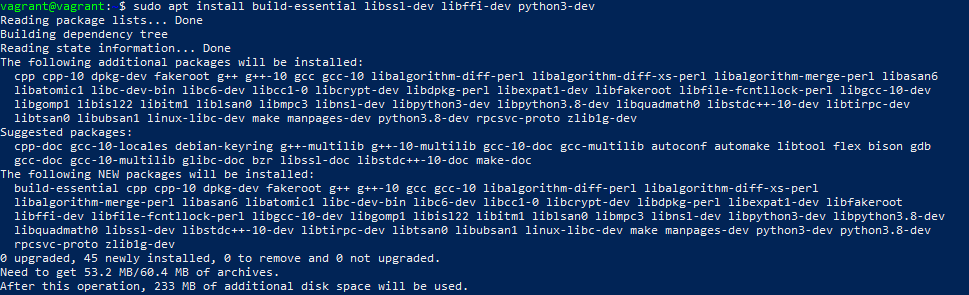 vagrant@vagrant: $ sudo apt install build-essential libssl-dev libffi-dev python3-dev
Reading package lists... Done
Building dependency tree
Reading state information... Done
The following additional packages will be installed:
cpp cpp-10 dpkg-dev fakeroot g++ g++-10 gcc gcc-10 libalgorithm-diff-perl libalgorithm-diff-xs-perl libalgorithm-merge-perl libasan6
libatomic1 libc-dev-bin libc6-dev libcc1-0 libcrypt-dev libdpkg-perl libexpat1-dev libfakeroot libfile-fcntllock-perl libgcc-10-dev
libgomp1 libisl22 libitm1 liblsan0 libmpc3 libnsl-dev libpython3-dev libpython3.8-dev libquadmath0 libstdc++-10-dev libtirpc-dev
libtsan0 libubsan1 linux-libc-dev make manpages-dev python3.8-dev rpcsvc-proto zlib1g-dev
Suggested packages:
cpp-doc gcc-10-locales debian-keyring g++-multilib g++-10-multilib gcc-10-doc gcc-multilib autoconf automake libtool flex bison gdb
gcc-doc gcc-10-multilib glibc-doc bzr libssl-doc libstdc++-10-doc make-doc
The following NEW packages will be installed:
build-essential cpp cpp-10 dpkg-dev fakeroot g++ g++-10 gcc gcc-10 libalgorithm-diff-perl libalgorithm-diff-xs-perl
libalgorithm-merge-perl libasan6 libatomic1 libc-dev-bin libc6-dev libcc1-0 libcrypt-dev libdpkg-perl libexpat1-dev libfakeroot
libffi-dev libfile-fcntllock-perl libgcc-10-dev libgomp1 libisl22 libitm1 liblsan0 libmpc3 libnsl-dev libpython3-dev libpython3.8-dev
libquadmath0 libssl-dev libstdc++-10-dev libtirpc-dev libtsan0 libubsan1 linux-libc-dev make manpages-dev python3-dev python3.8-dev
rpcsvc-proto zlib1g-dev
0 upgraded, 45 newly installed, 0 to remove and 0 not upgraded.
Need to get 53.2 MB/60.4 MB of archives.
After this operation, 233 MB of additional disk space will be used.